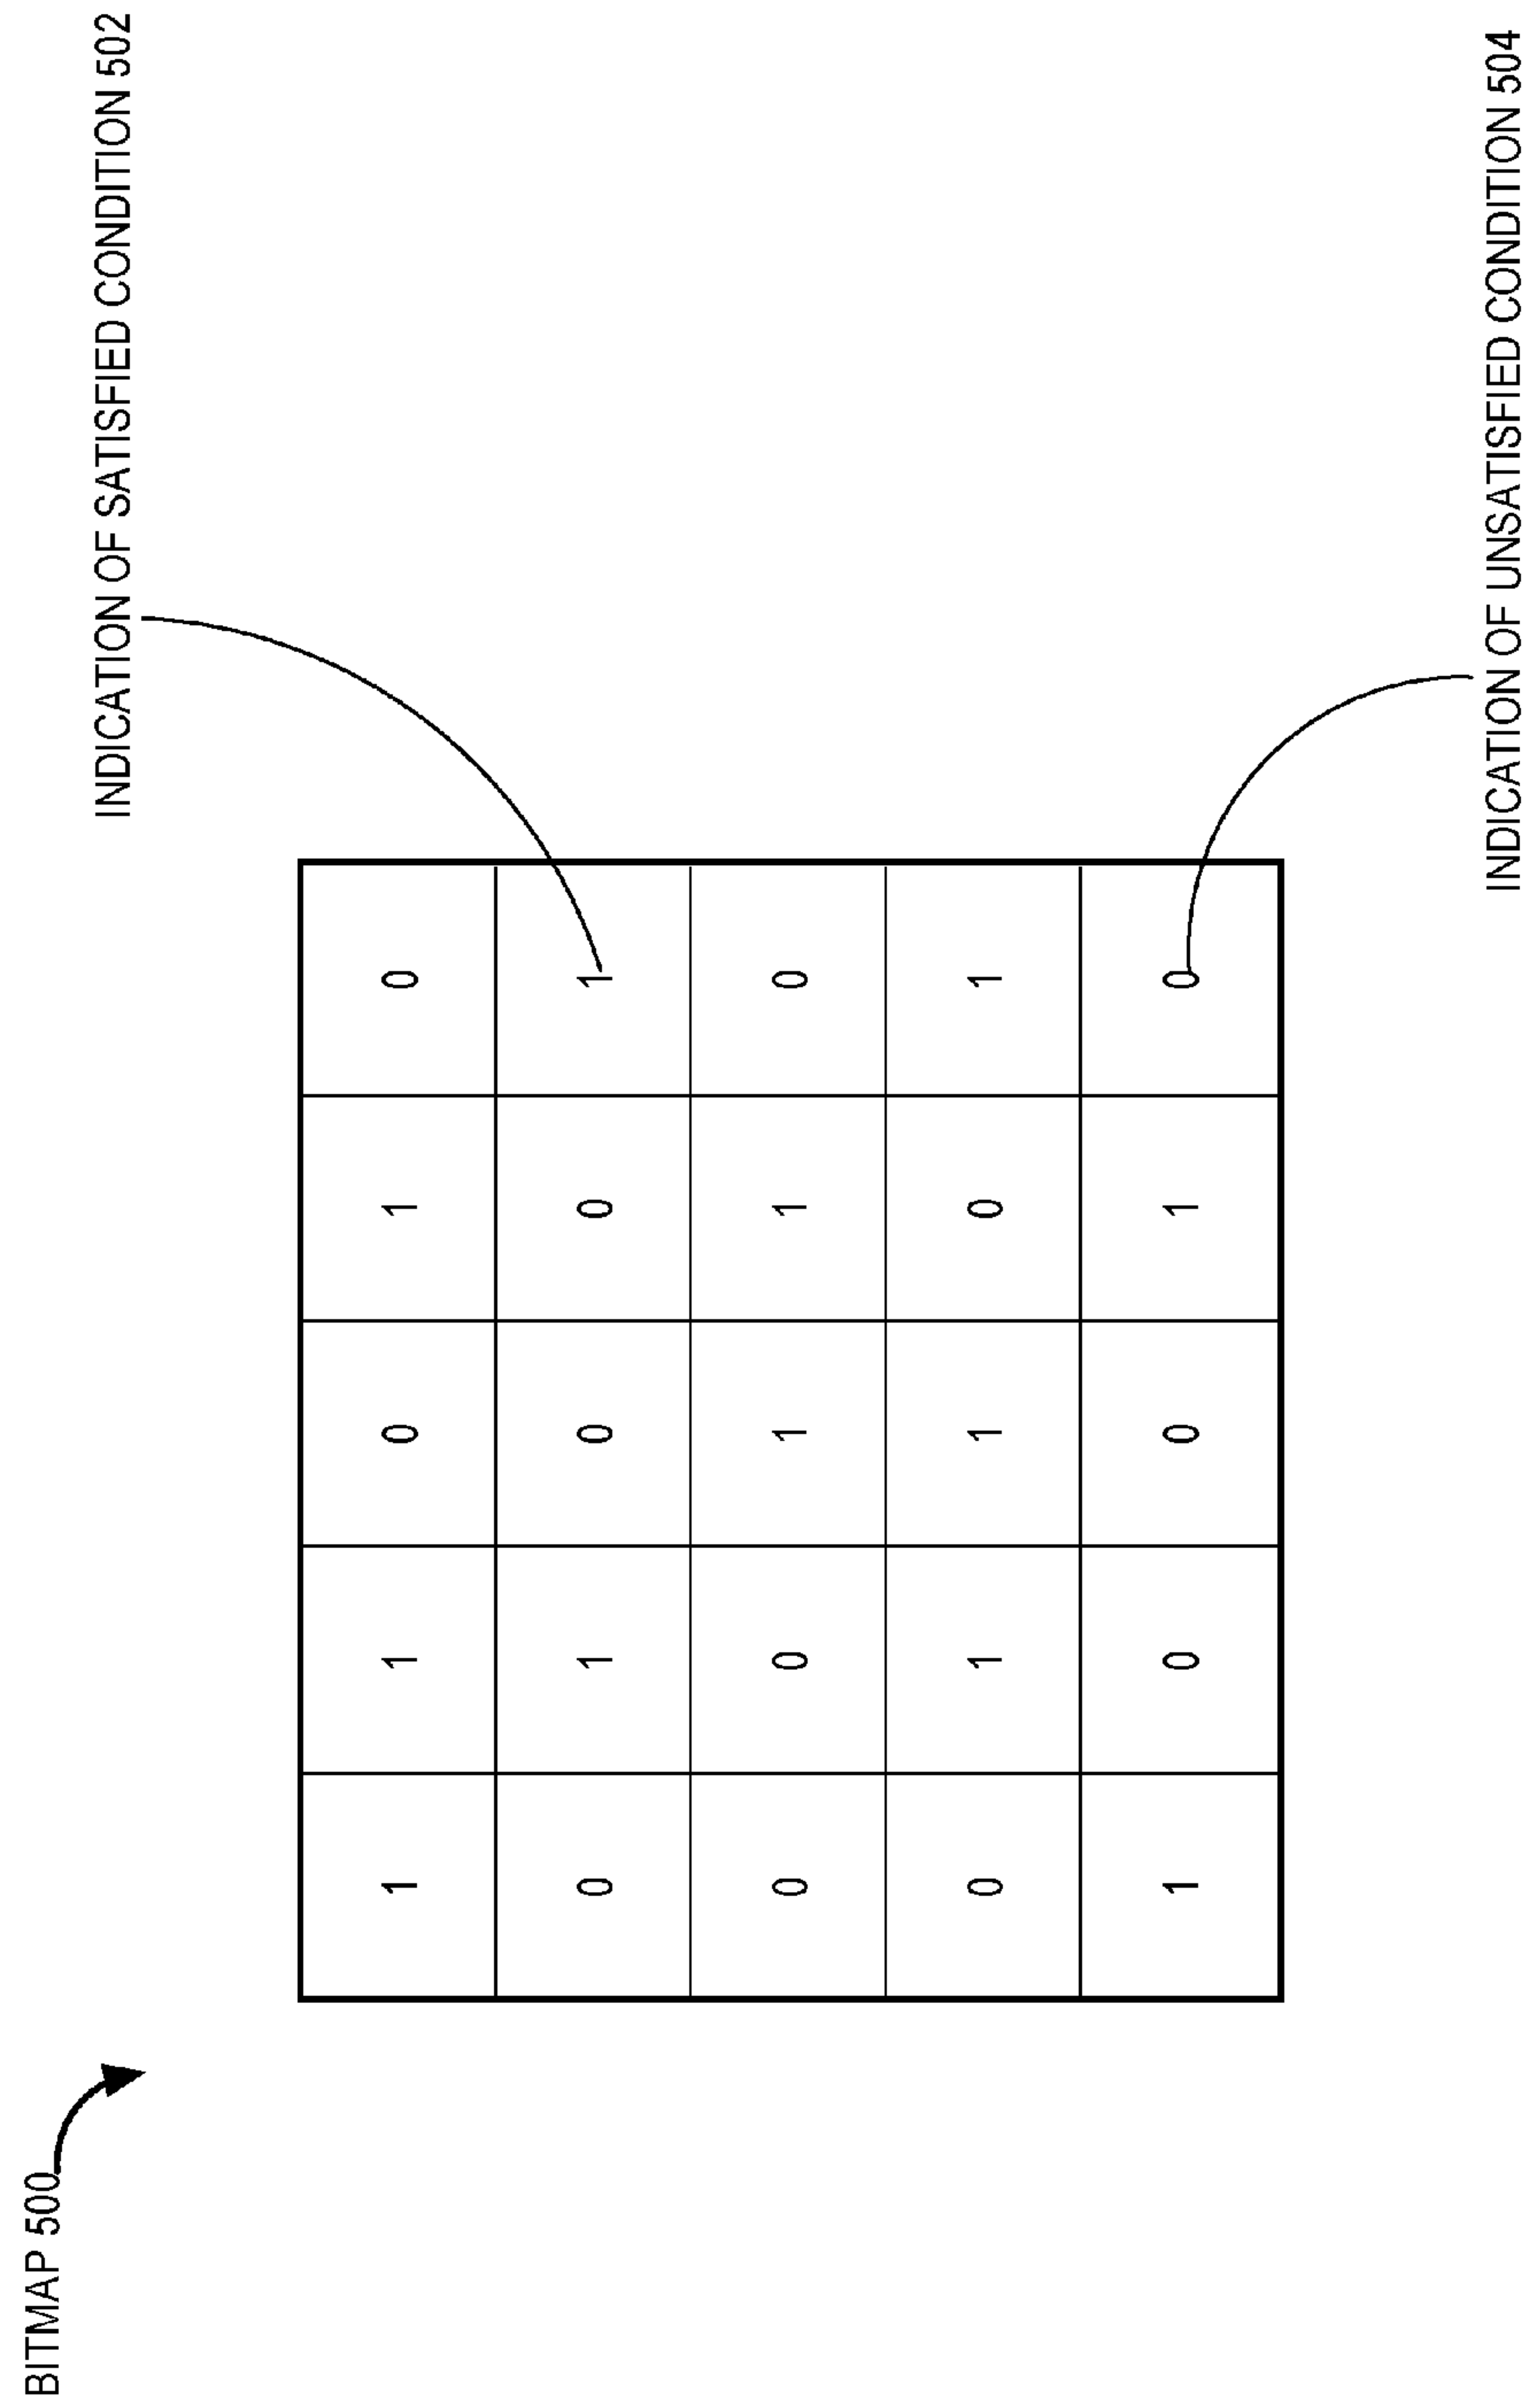 BITMAP 500
INDICATION OF SATISFIED CONDITION 502
1 1 0 1 0
0 1 0 0 1
0 0 1 1 0
0 1 1 0 1
1 0 0 1 0
INDICATION OF UNSATISFIED CONDITION 504